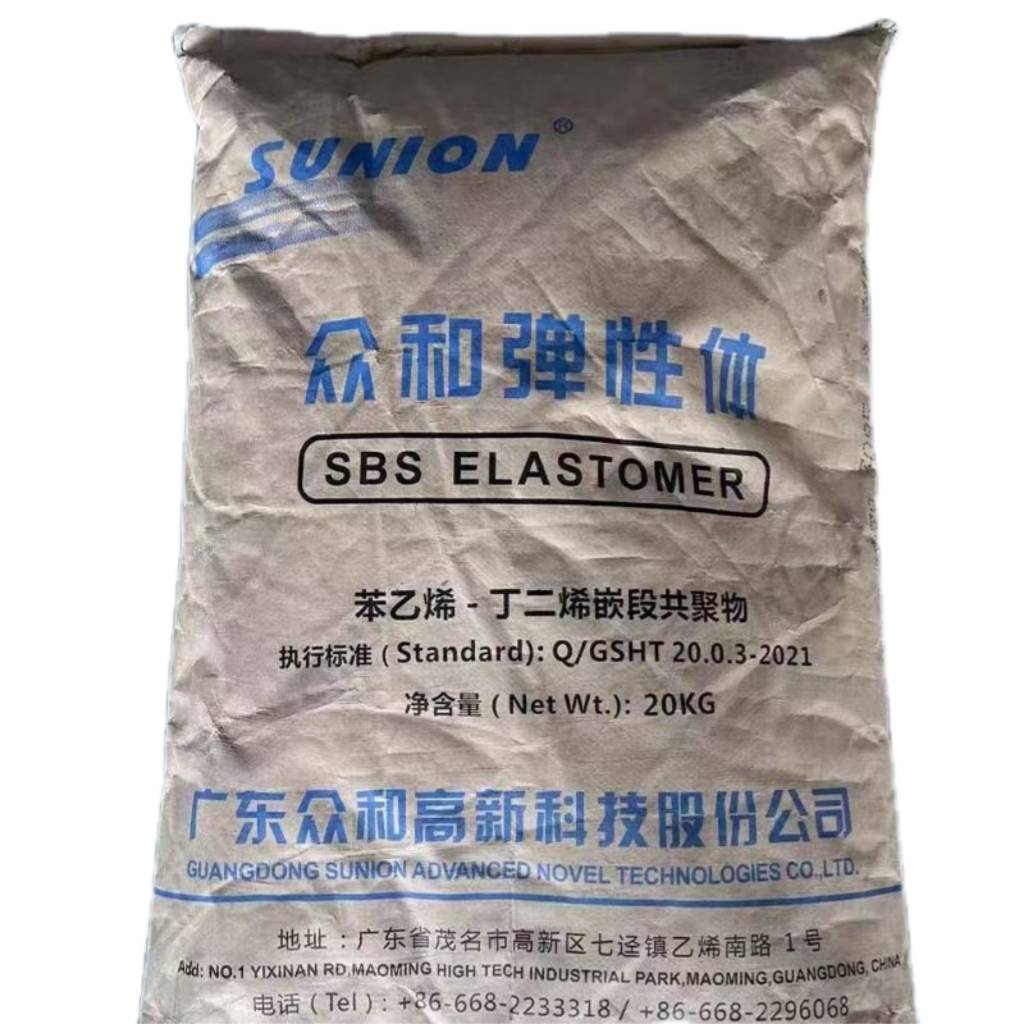 SUNION®
众和弹性体
SBS ELASTOMER
苯乙烯-丁二烯嵌段共聚物
执行标准(Standard): Q/GSHT 20.0.3-2021
净含量(Net Wt.): 20KG
广东众和高新科技股份公司
GUANGDONG SUNION ADVANCED NOVEL TECHNOLOGIES CO.,LTD.
地址:广东省茂名市高新区七迳镇乙烯南路1号
Add: NO.1 YIXINAN RD,MAOMING HIGH TECH INDUSTRIAL PARK,MAOMING,GUANGDONG, CHINA
电话(Tel): +86-668-2233318 / +86-668-2296068